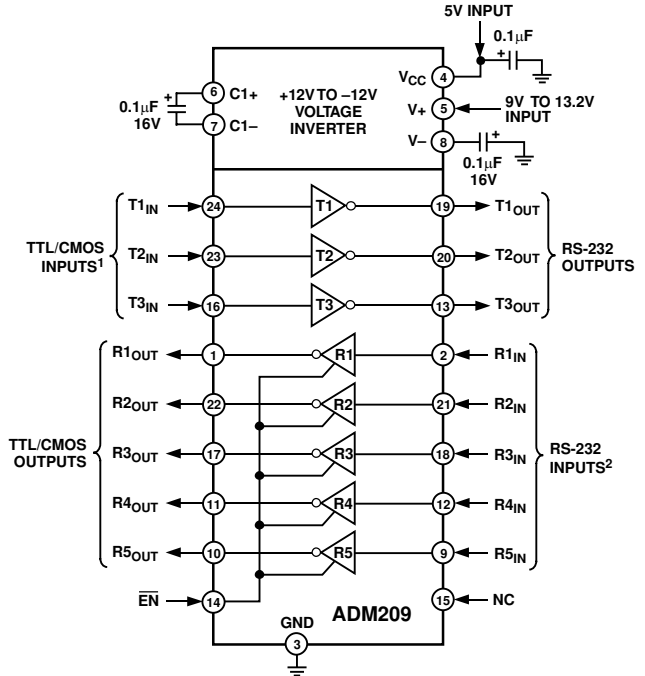 5V INPUT
0.1μF
+
6 C1+
+
0.1μF
16V
7 C1–
+12V TO –12V
VOLTAGE
INVERTER
VCC 4
V+ 5
9V TO 13.2V
INPUT
V– 8
+
0.1μF
16V
TTL/CMOS
INPUTS1
T1IN 24 T1 19 T1OUT
T2IN 23 T2 20 T2OUT
T3IN 16 T3 13 T3OUT
RS-232
OUTPUTS
TTL/CMOS
OUTPUTS
R1OUT 1 R1 2 R1IN
R2OUT 22 R2 21 R2IN
R3OUT 17 R3 18 R3IN
R4OUT 11 R4 12 R4IN
R5OUT 10 R5 9 R5IN
RS-232
INPUTS2
E̅N̅ 14
ADM209
15 NC
GND
3